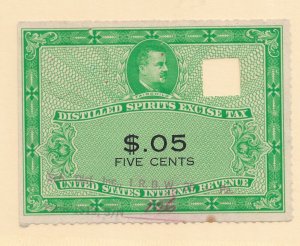 DISTILLED SPIRITS EXCISE TAX
$.05
FIVE CENTS
UNITED STATES INTERNAL REVENUE